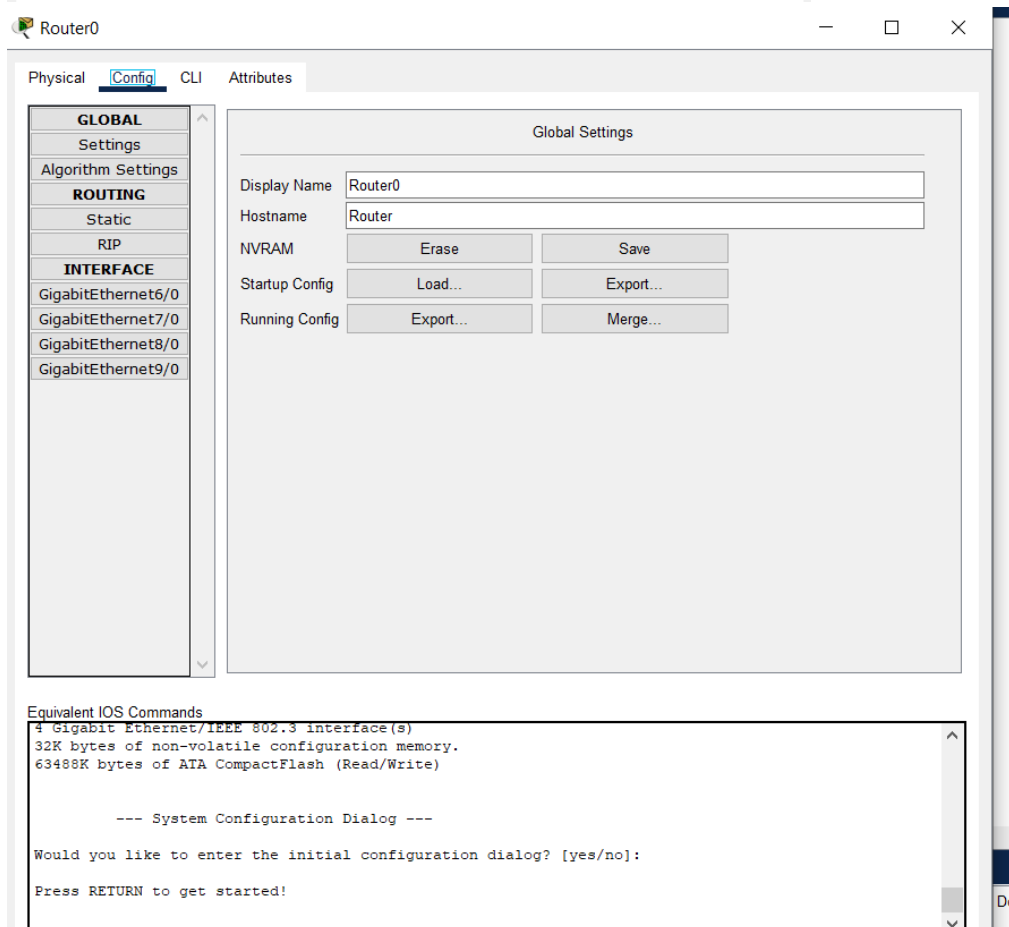 Router0
Physical Config CLI Attributes
GLOBAL
Settings
Algorithm Settings
ROUTING
Static
RIP
INTERFACE
GigabitEthernet6/0
GigabitEthernet7/0
GigabitEthernet8/0
GigabitEthernet9/0
Global Settings
Display Name Router0
Hostname Router
NVRAM Erase Save
Startup Config Load... Export...
Running Config Export... Merge...
Equivalent IOS Commands
4 Gigabit Ethernet/IEEE 802.3 interface(s)
32K bytes of non-volatile configuration memory.
63488K bytes of ATA CompactFlash (Read/Write)
--- System Configuration Dialog ---
Would you like to enter the initial configuration dialog? [yes/no]:
Press RETURN to get started!